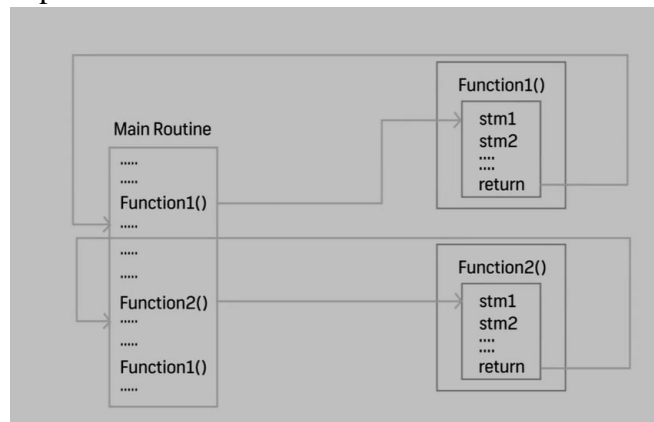 Main Routine
.....
.....
Function1()
.....
.....
.....
Function2()
.....
.....
Function1()
.....
Function1()
stm1
stm2
....
....
return
Function2()
stm1
stm2
....
....
return